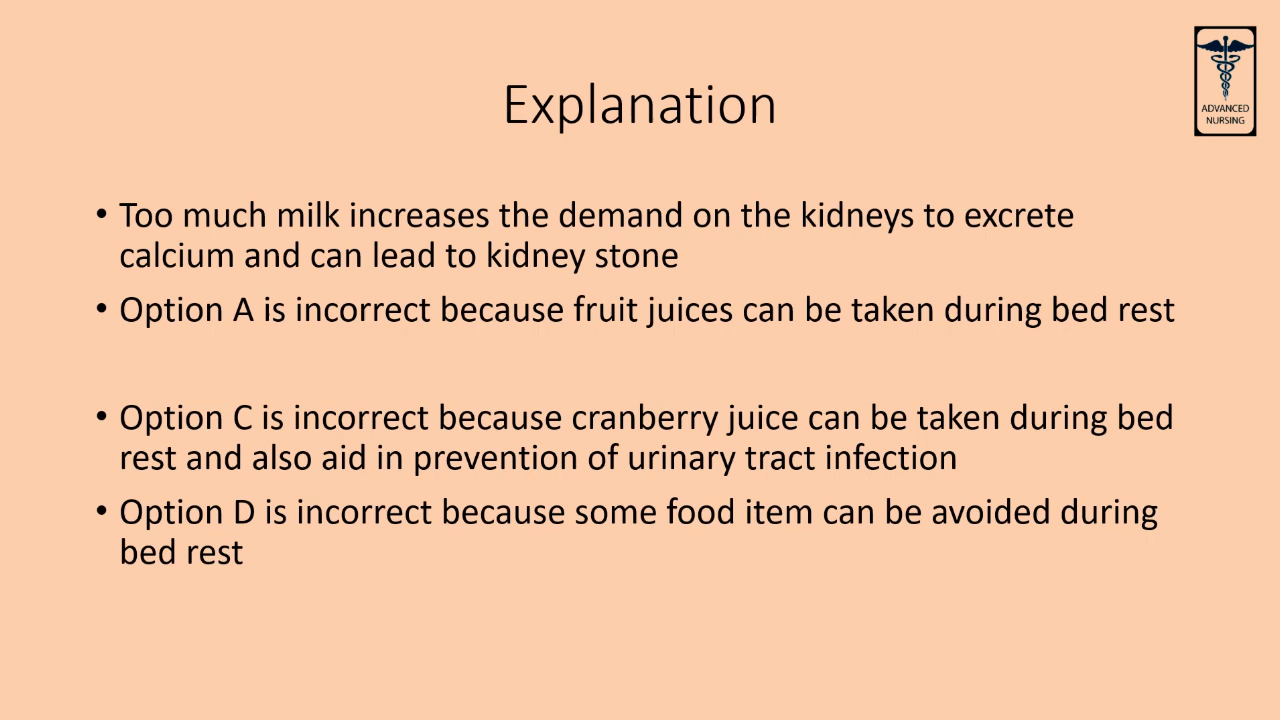 ADVANCED
NURSING
Explanation
• Too much milk increases the demand on the kidneys to excrete
calcium and can lead to kidney stone
• Option A is incorrect because fruit juices can be taken during bed rest
• Option C is incorrect because cranberry juice can be taken during bed
rest and also aid in prevention of urinary tract infection
• Option D is incorrect because some food item can be avoided during
bed rest